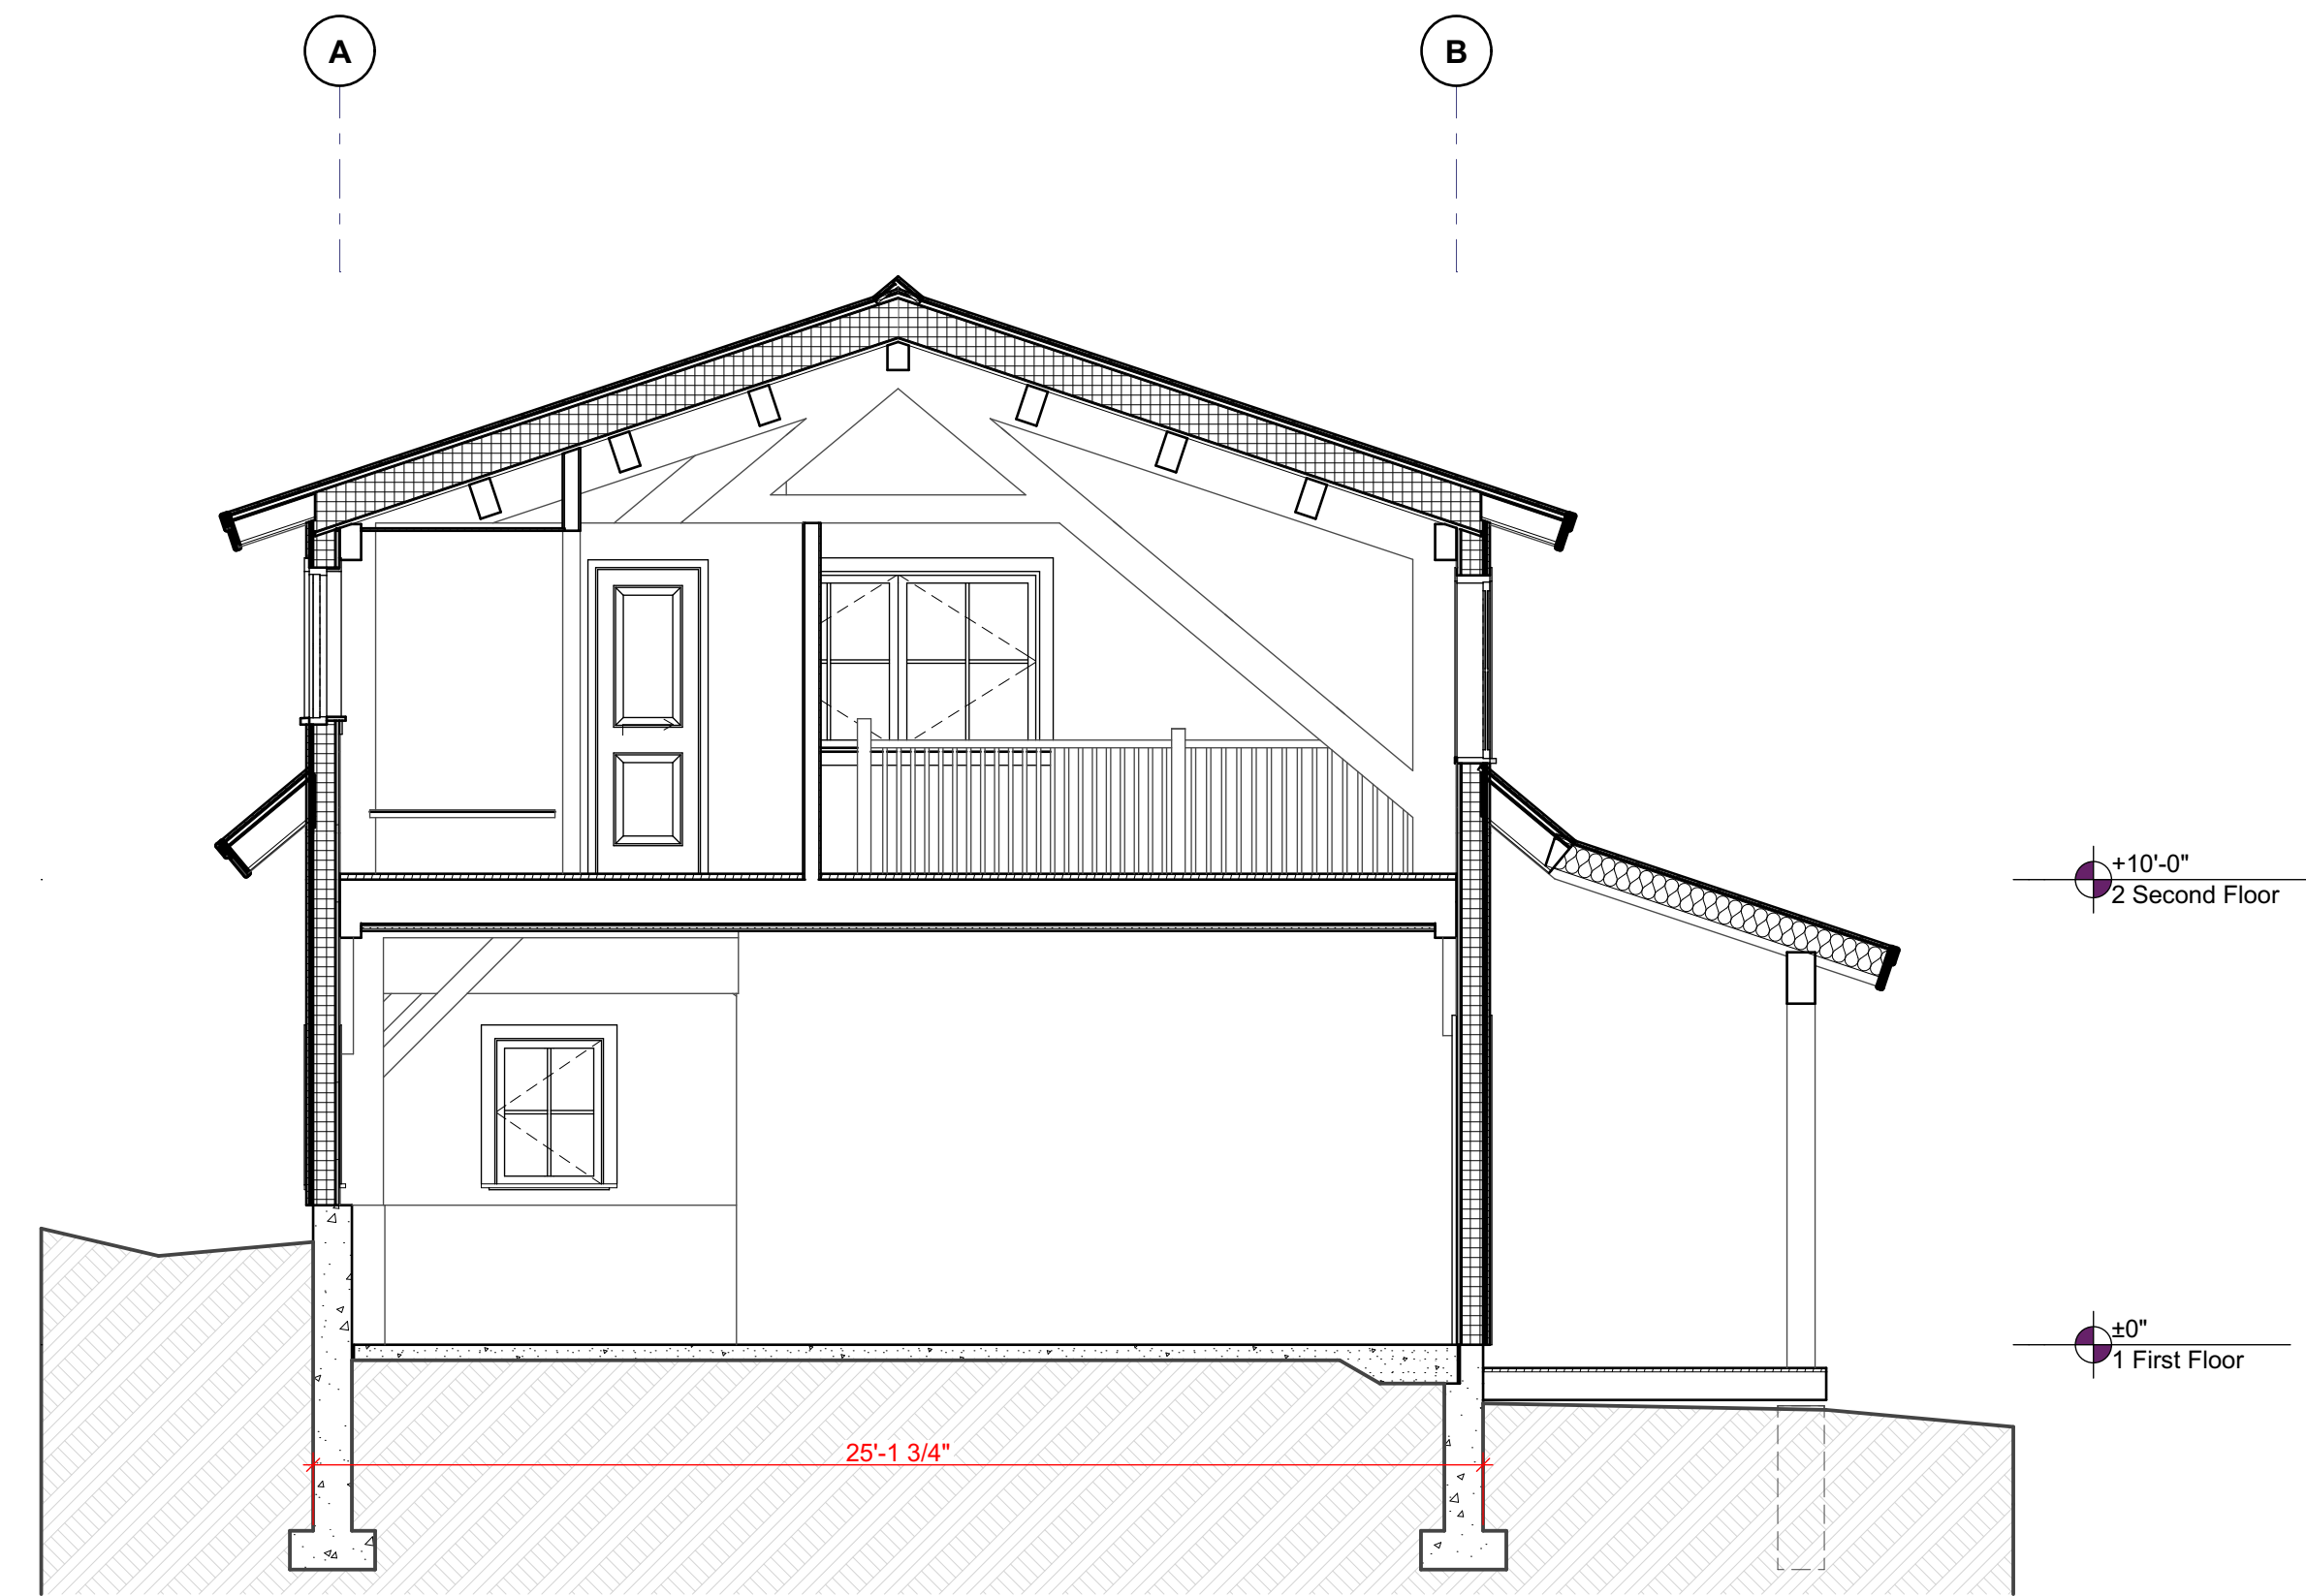 A
B
+10'-0"
2 Second Floor
±0"
1 First Floor
25'-1 3/4"